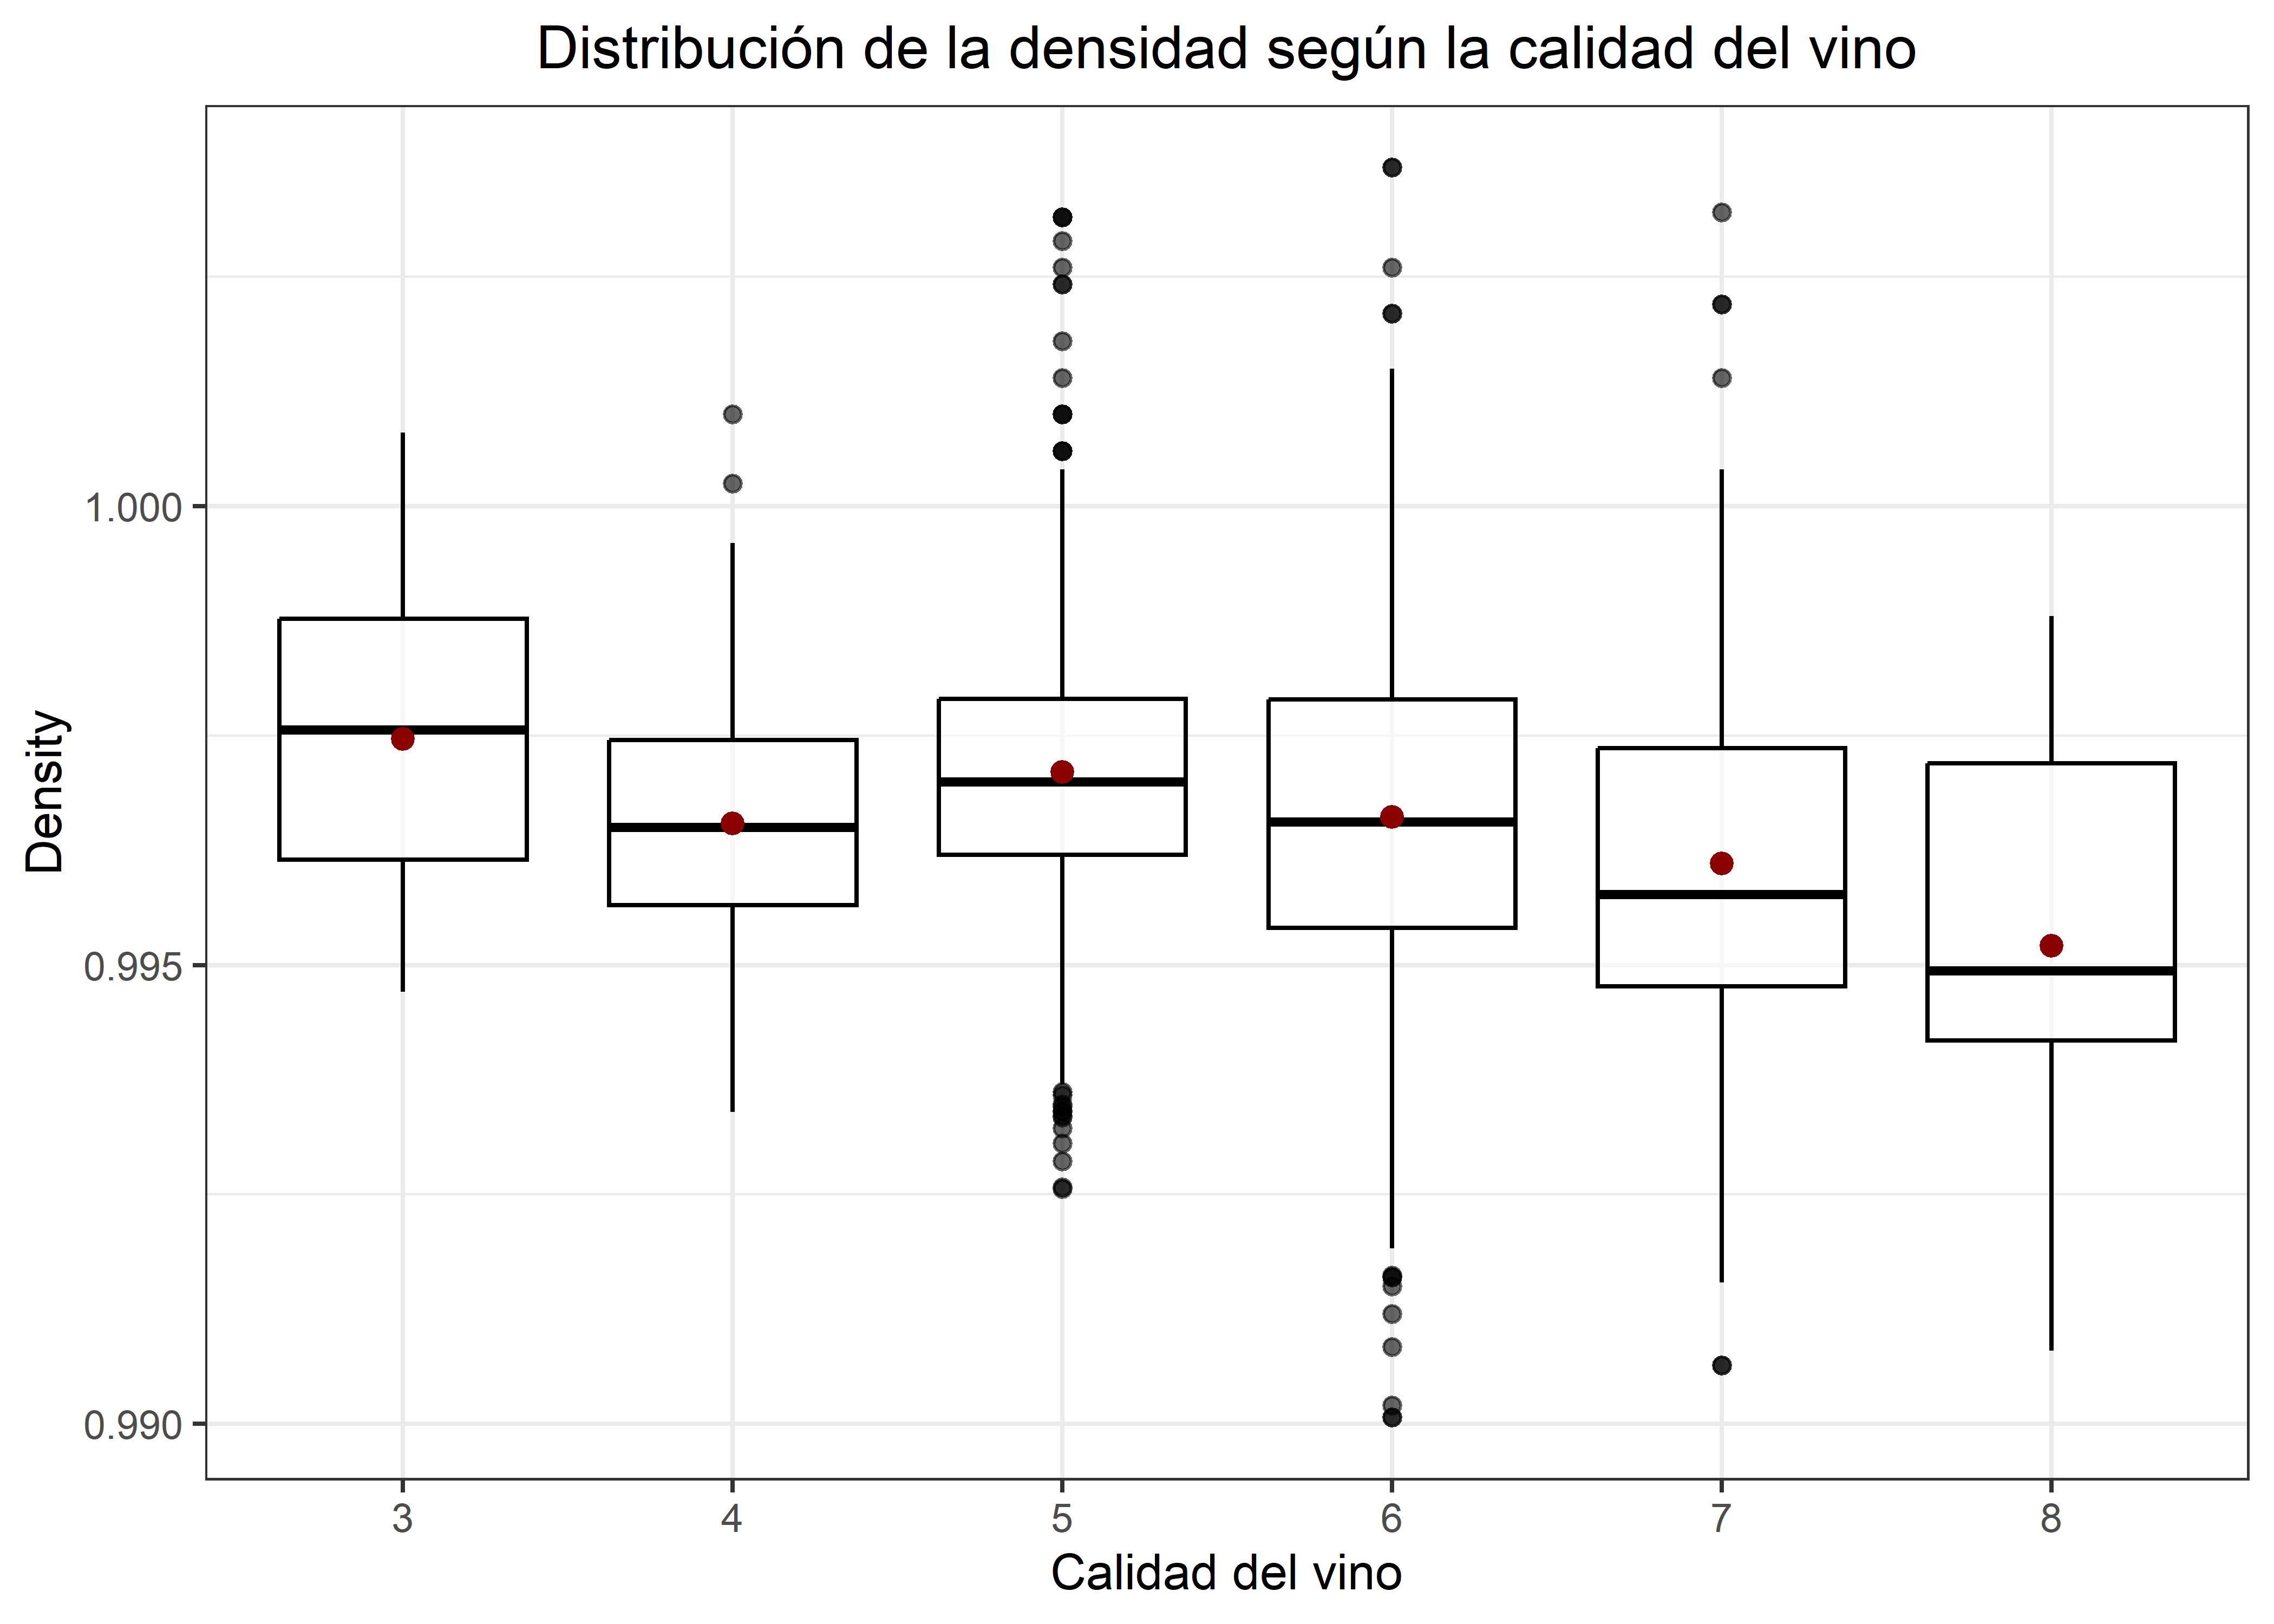 Distribución de la densidad según la calidad del vino
Density
1.000
0.995
0.990
3 4 5 6 7 8
Calidad del vino